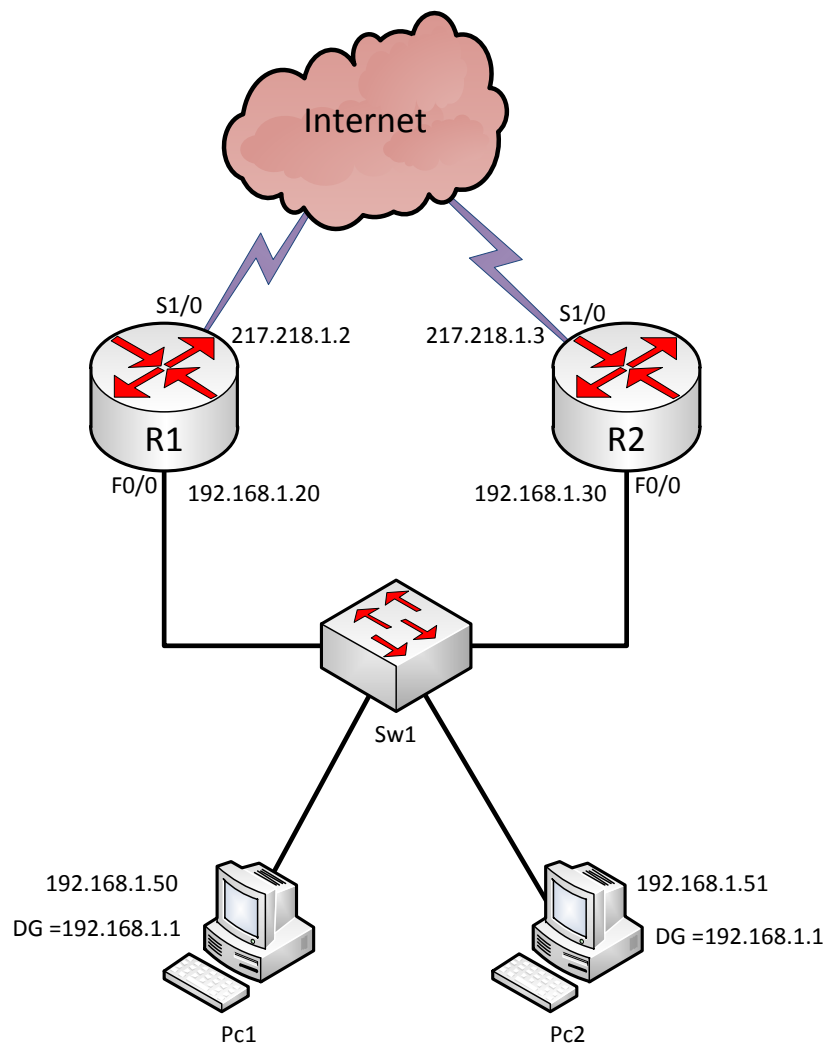 Internet
S1/0
S1/0
217.218.1.2
217.218.1.3
R1
R2
F0/0
F0/0
192.168.1.20
192.168.1.30
Sw1
192.168.1.50
192.168.1.51
DG =192.168.1.1
DG =192.168.1.1
Pc1
Pc2